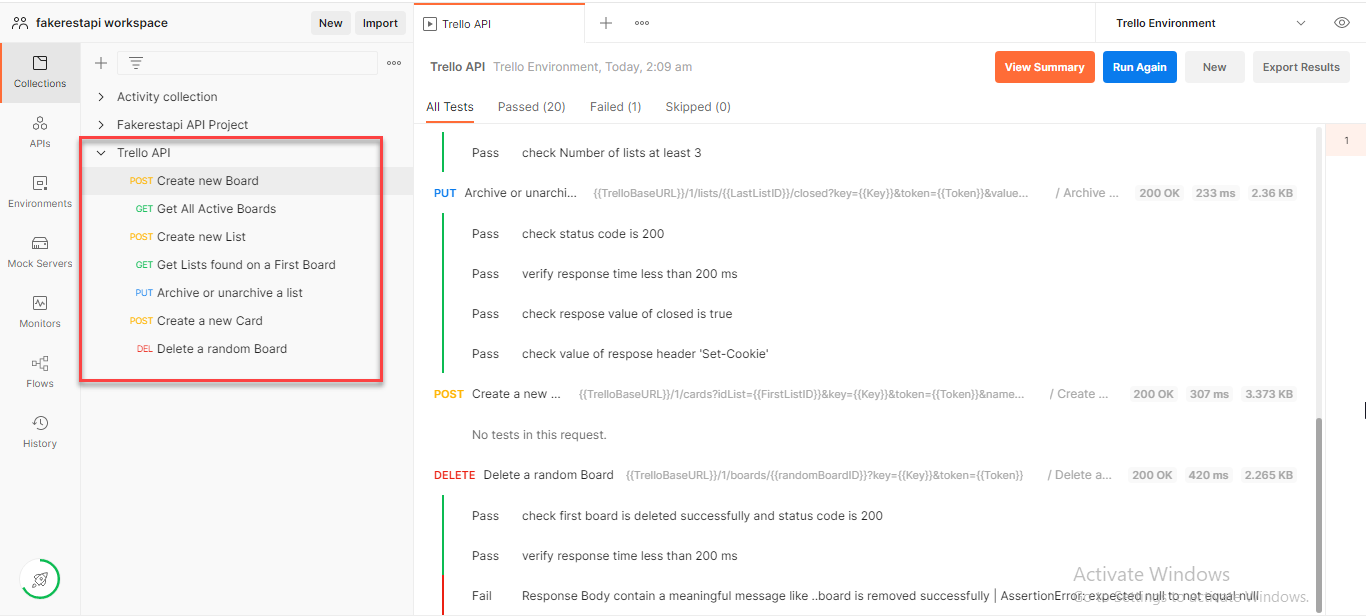 fakerestapi workspace
New
Import
Trello API
Trello Environment
Collections
APIs
Environments
Mock Servers
Monitors
Flows
History
Activity collection
Fakerestapi API Project
Trello API
POST Create new Board
GET Get All Active Boards
POST Create new List
GET Get Lists found on a First Board
PUT Archive or unarchive a list
POST Create a new Card
DEL Delete a random Board
Trello API Trello Environment, Today, 2:09 am
View Summary
Run Again
New
Export Results
All Tests Passed (20) Failed (1) Skipped (0)
1
Pass check Number of lists at least 3
PUT Archive or unarchi... {{TrelloBaseURL}}/1/lists/{{LastListID}}/closed?key={{Key}}&token={{Token}}&value... / Archive ... 200 OK 233 ms 2.36 KB
Pass check status code is 200
Pass verify response time less than 200 ms
Pass check respose value of closed is true
Pass check value of respose header 'Set-Cookie'
POST Create a new ... {{TrelloBaseURL}}/1/cards?idList={{FirstListID}}&key={{Key}}&token={{Token}}&name... / Create ... 200 OK 307 ms 3.373 KB
No tests in this request.
DELETE Delete a random Board {{TrelloBaseURL}}/1/boards/{{randomBoardID}}?key={{Key}}&token={{Token}} / Delete a... 200 OK 420 ms 2.265 KB
Pass check first board is deleted successfully and status code is 200
Pass verify response time less than 200 ms
Fail Response Body contain a meaningful message like ..board is removed successfully | AssertionError: expected null to not equal null
Activate Windows
Go to Settings to activate Windows.